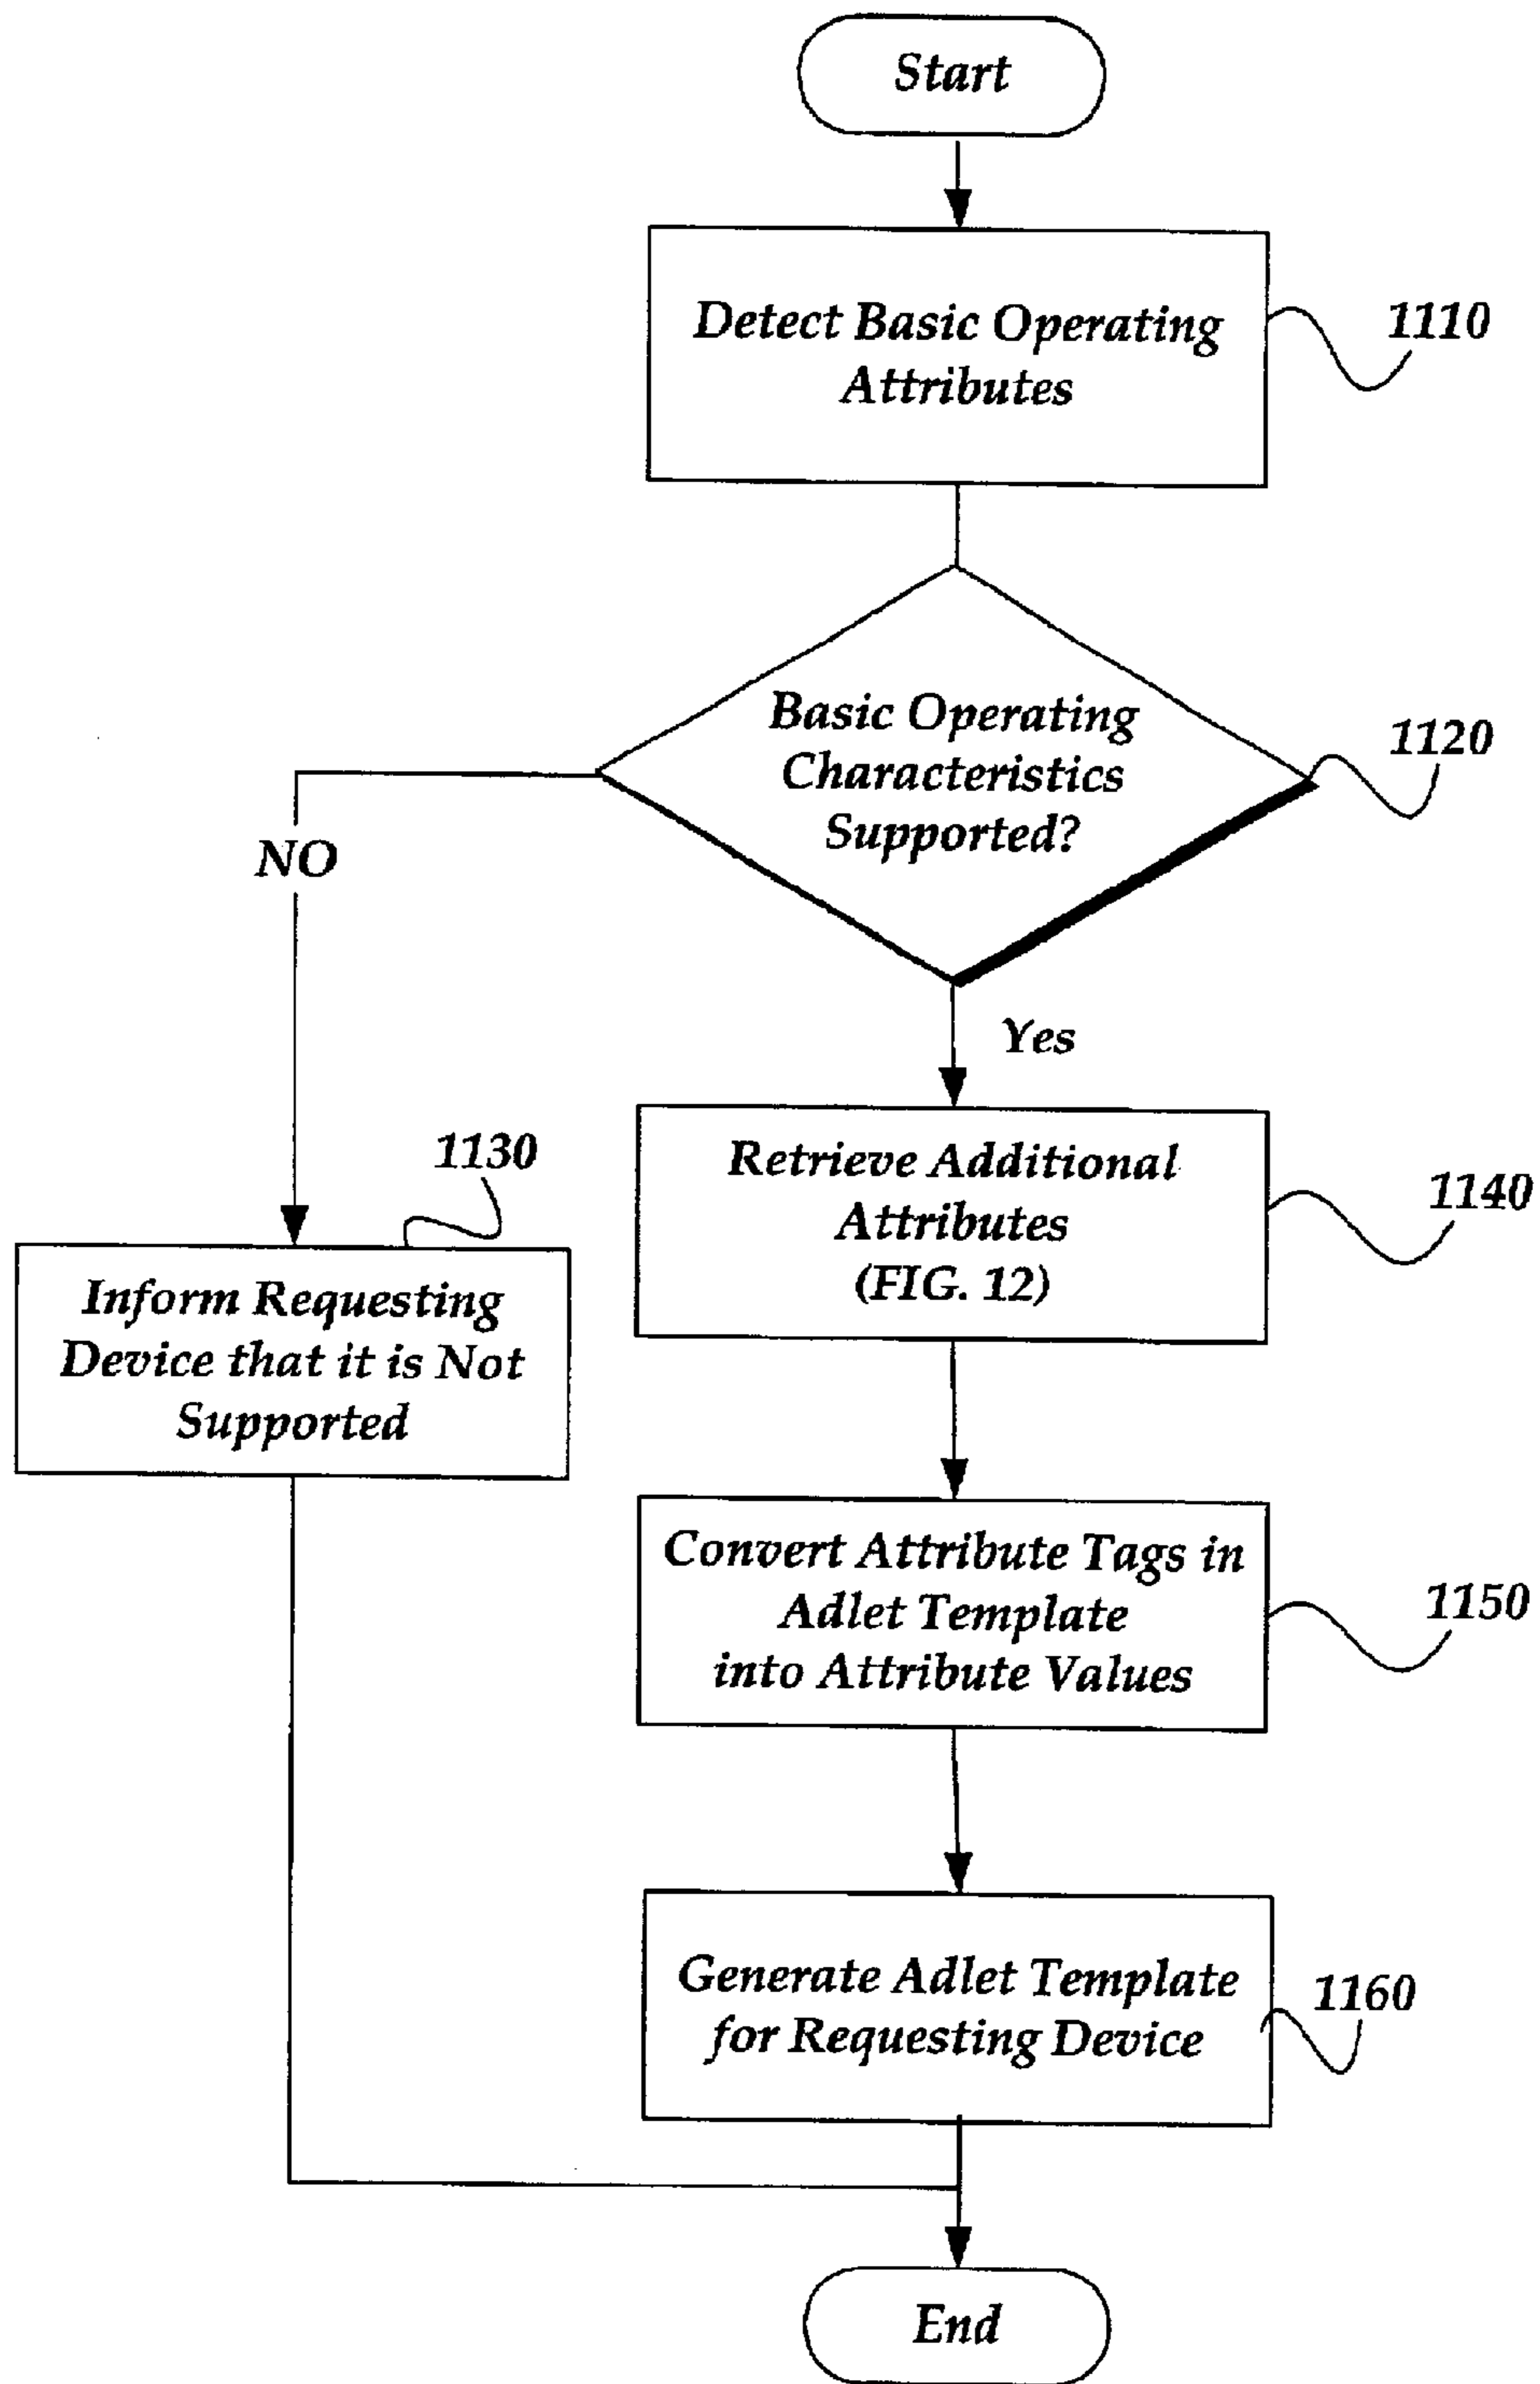 Start
Detect Basic Operating
Attributes
1110
Basic Operating
Characteristics
Supported?
1120
NO
Yes
1130
Inform Requesting
Device that it is Not
Supported
Retrieve Additional
Attributes
(FIG. 12)
1140
Convert Attribute Tags in
Adlet Template
into Attribute Values
1150
Generate Adlet Template
for Requesting Device
1160
End